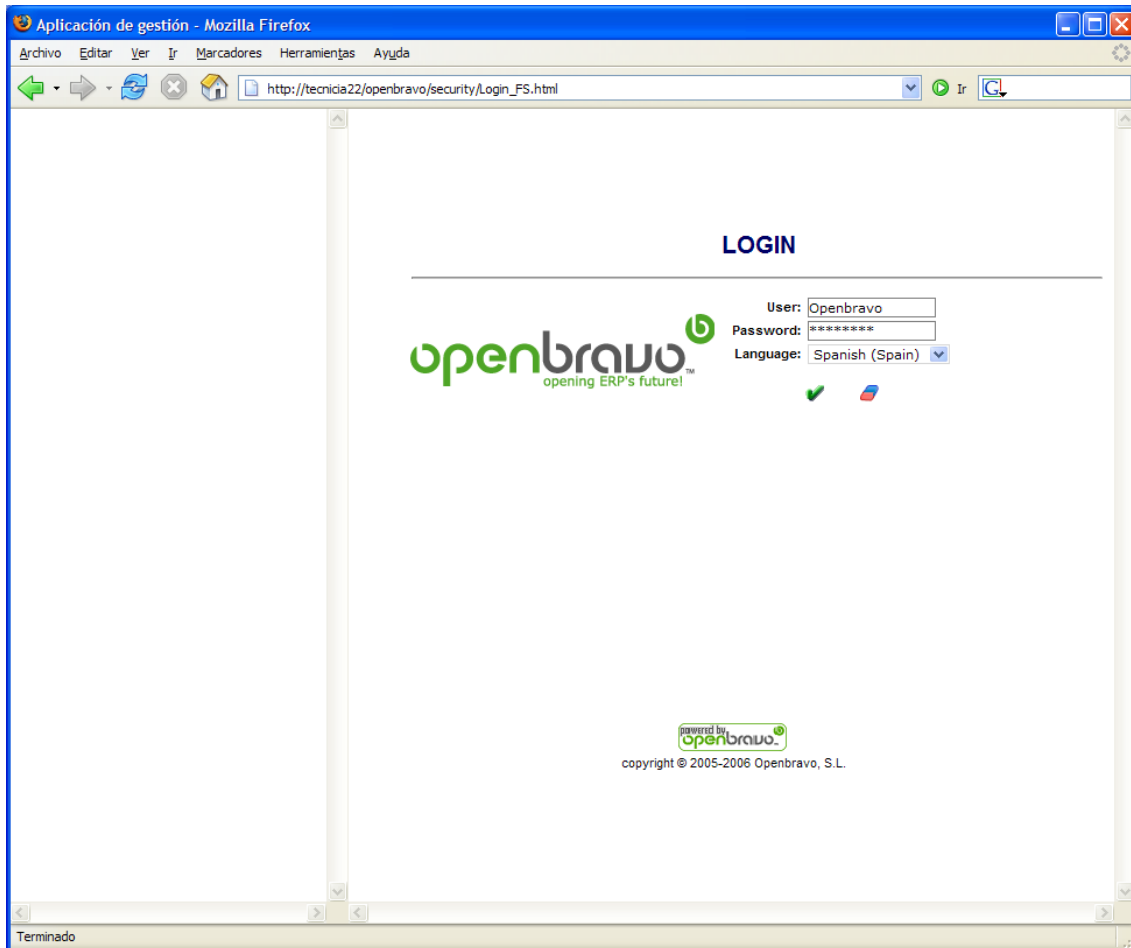 Aplicación de gestión - Mozilla Firefox
Archivo Editar Ver Ir Marcadores Herramientas Ayuda
http://tecnicia22/openbravo/security/Login_FS.html Ir G
LOGIN
User: Openbravo
Password: ********
Language: Spanish (Spain)
b
openbravo TM
opening ERP's future!
powered by
openbravo
copyright © 2005-2006 Openbravo, S.L.
Terminado